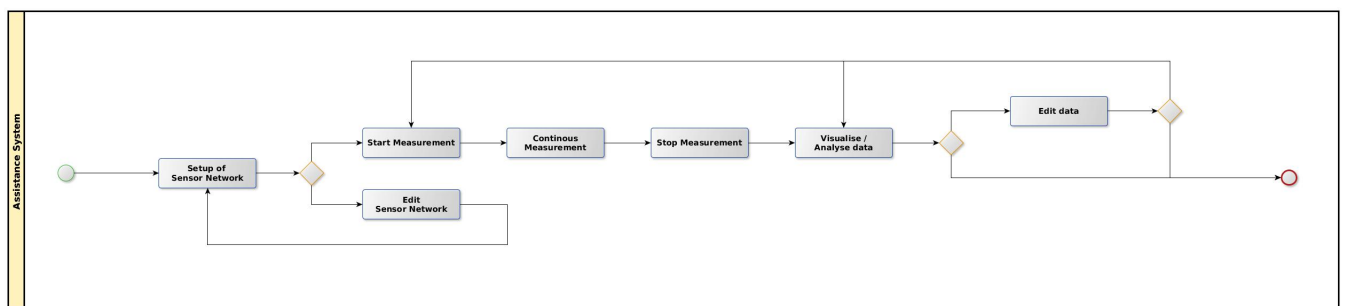 Assistance System
Setup of
Sensor Network
Start Measurement
Edit
Sensor Network
Continous
Measurement
Stop Measurement
Visualise /
Analyse data
Edit data